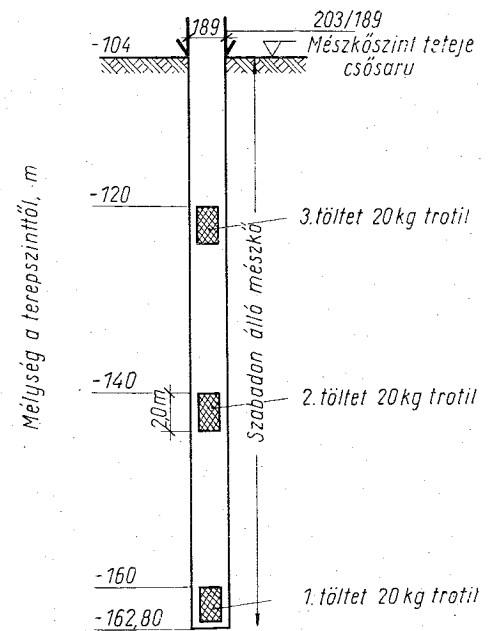 189
203/189
-104
Mészkőszint teteje
csősaru
Mélység a terepszinttől, m
-120
3. töltet 20 kg trotil
Szabadon álló mészkő
-140
2,0m
2. töltet 20 kg trotil
-160
1. töltet 20 kg trotil
-162,80